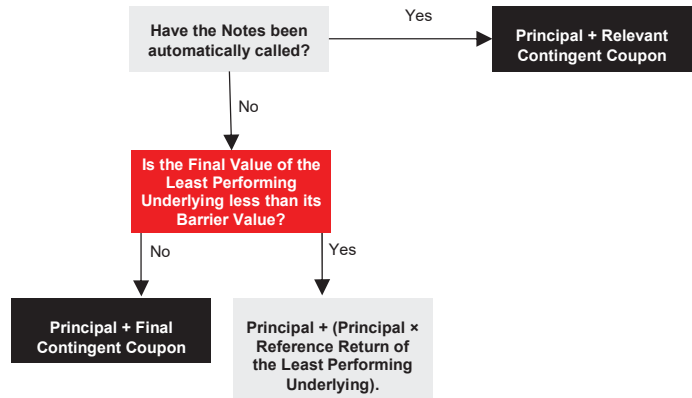 Have the Notes been
automatically called?
Yes
Principal + Relevant
Contingent Coupon
No
Is the Final Value of the
Least Performing
Underlying less than its
Barrier Value?
No
Yes
Principal + Final
Contingent Coupon
Principal + (Principal ×
Reference Return of
the Least Performing
Underlying).